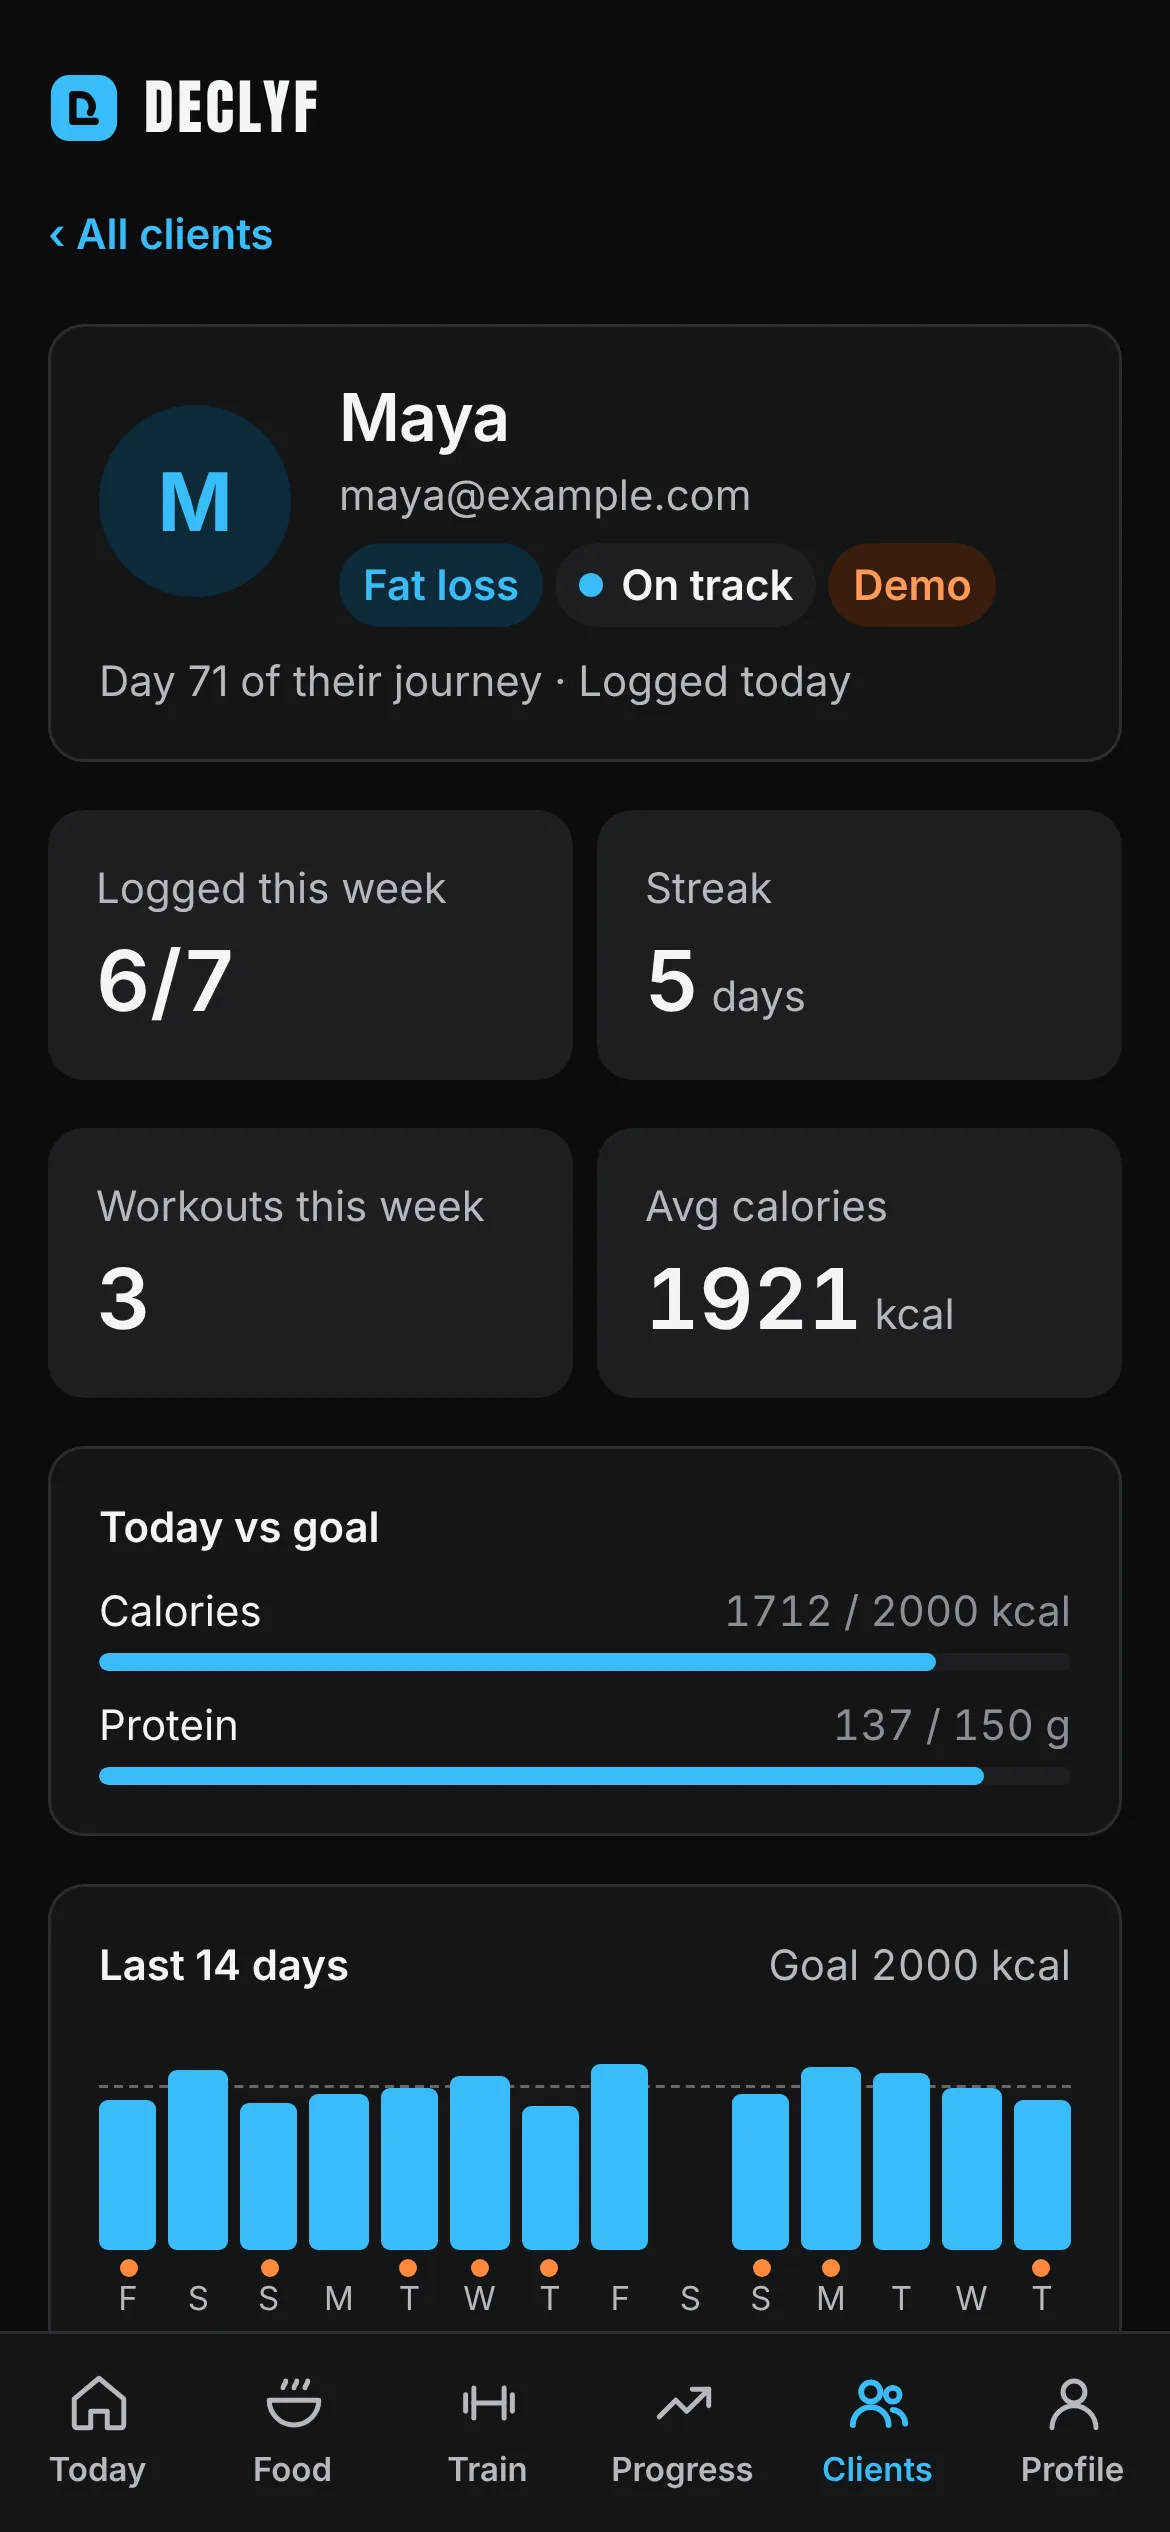 DECLYF
‹ All clients
M
Maya
maya@example.com
Fat loss
On track
Demo
Day 71 of their journey · Logged today
Logged this week
6/7
Streak
5 days
Workouts this week
3
Avg calories
1921 kcal
Today vs goal
Calories 1712 / 2000 kcal
Protein 137 / 150 g
Last 14 days Goal 2000 kcal
F S S M T W T F S S M T W T
Today Food Train Progress Clients Profile